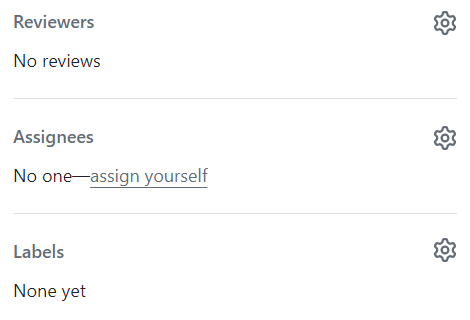 Reviewers
No reviews
Assignees
No one—assign yourself
Labels
None yet